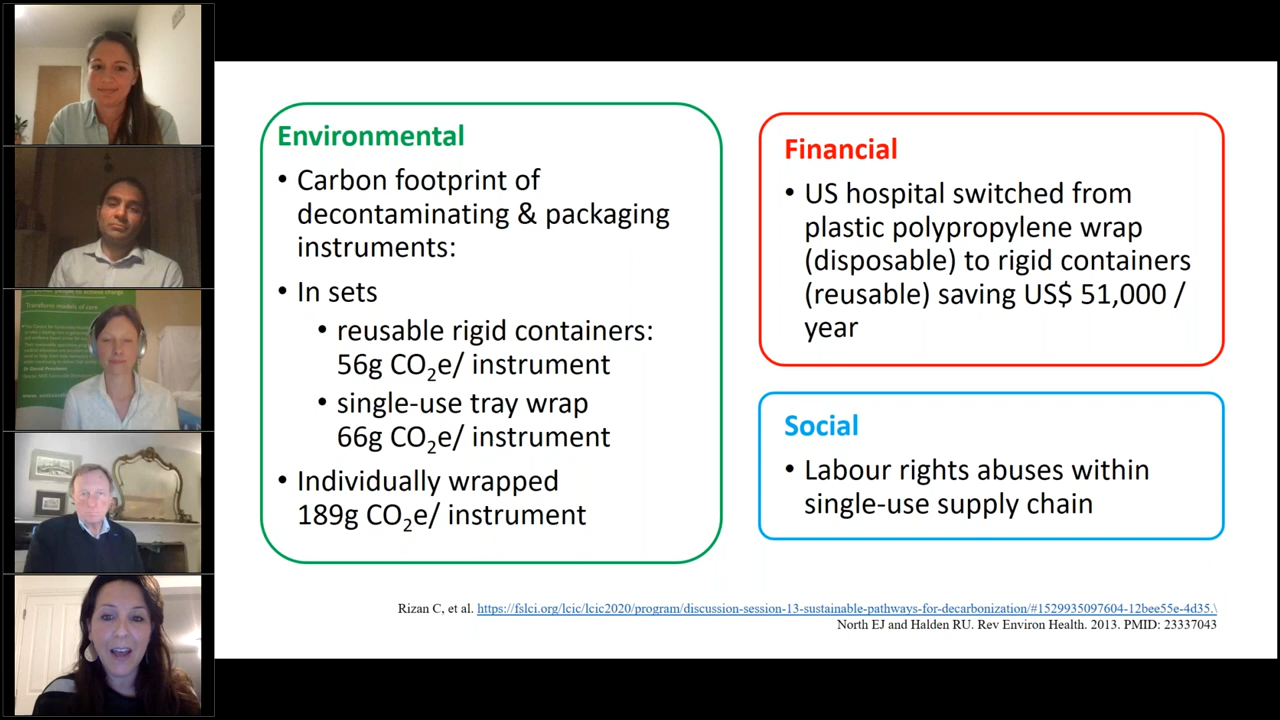 Transform models of care
Environmental
• Carbon footprint of
decontaminating & packaging
instruments:
• In sets
• reusable rigid containers:
56g CO₂e/ instrument
• single-use tray wrap
66g CO₂e/ instrument
• Individually wrapped
189g CO₂e/ instrument
Financial
• US hospital switched from
plastic polypropylene wrap
(disposable) to rigid containers
(reusable) saving US$ 51,000 /
year
Social
• Labour rights abuses within
single-use supply chain
Rizan C, et al. https://fslci.org/lcic/lcic2020/program/discussion-session-13-sustainable-pathways-for-decarbonization/#1529935097604-12bee55e-4d35.\
North EJ and Halden RU. Rev Environ Health. 2013. PMID: 23337043